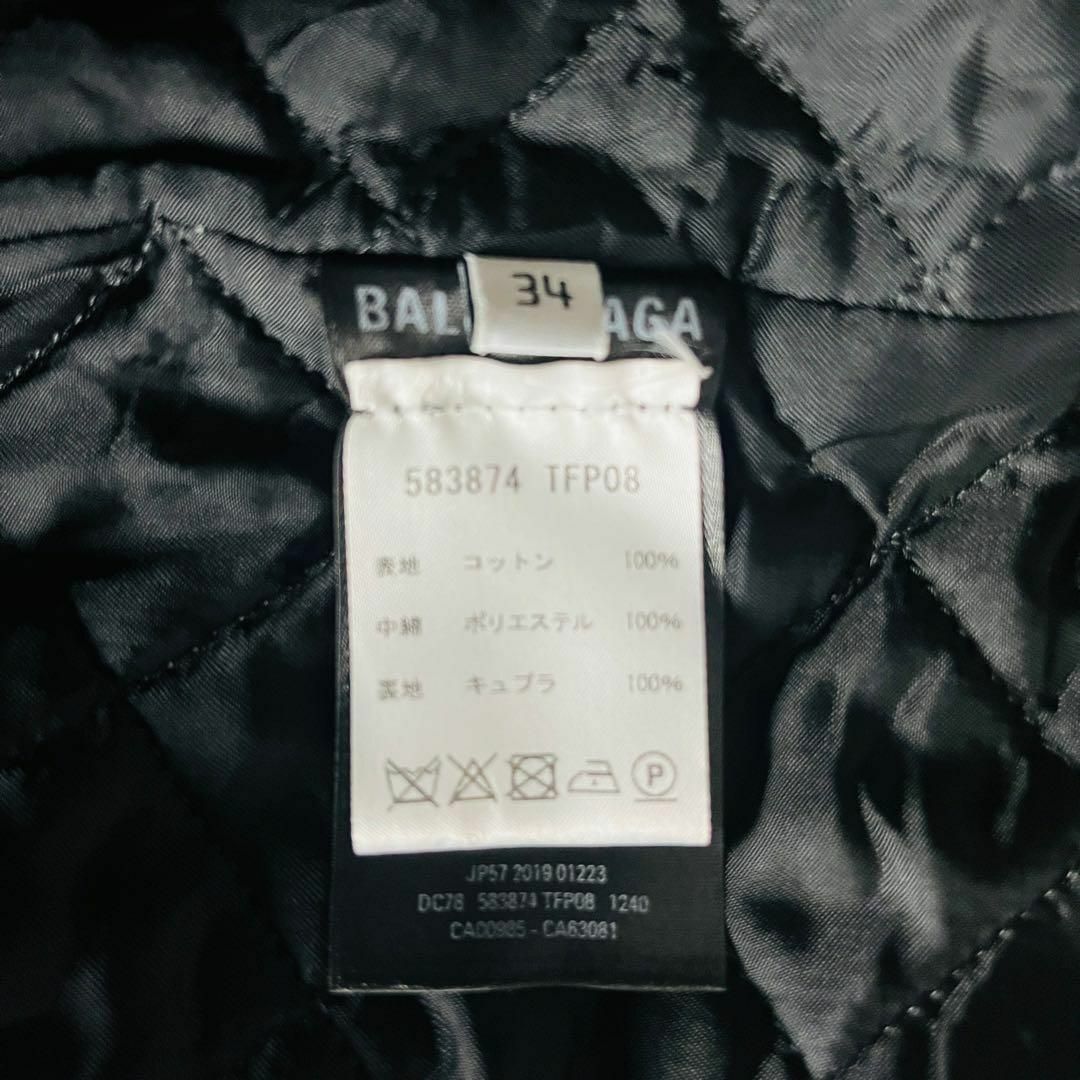 34
BAL AGA
583874 TFP08
表地 コットン 100%
中綿 ポリエステル 100%
裏地 キュプラ 100%
P
JP57 2019 01223
DC78 583874 TFP08 1240
CA00985 - CA63081